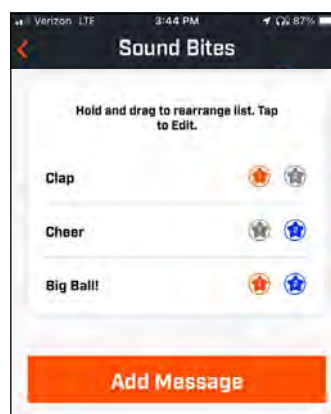 Verizon LTE 3:44 PM 87%
Sound Bites
Hold and drag to rearrange list. Tap
to Edit.
Clap
Cheer
Big Ball!
Add Message